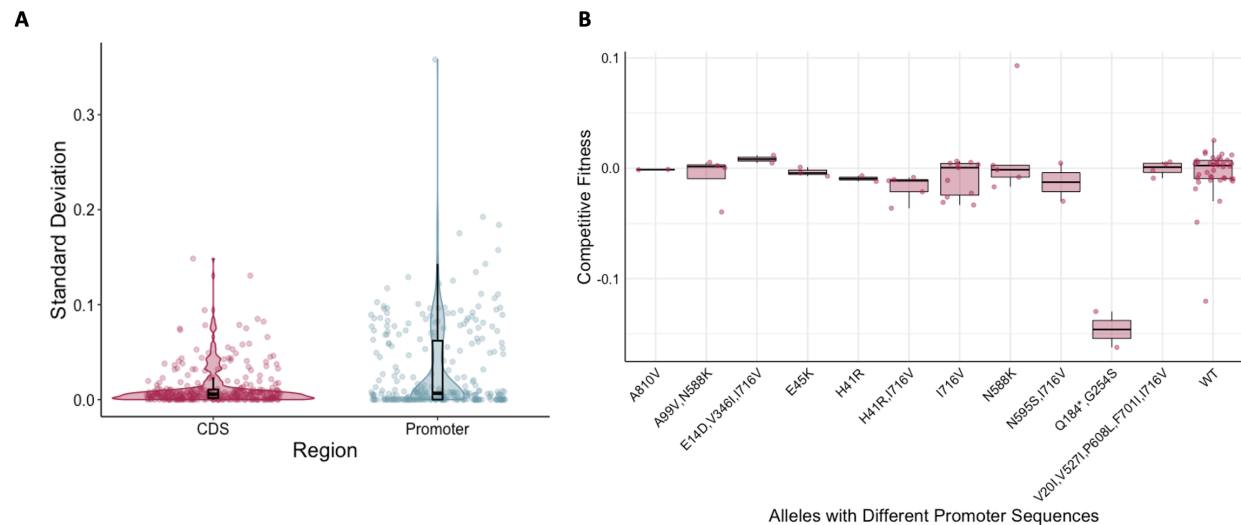 A
B
Standard Deviation
0.3
0.2
0.1
0.0
CDS
Promoter
Region
Competitive Fitness
0.1
0.0
-0.1
A810V
A99V,N588K
E14D,V346I,I716V
E45K
H41R
H41R,I716V
I716V
N588K
N595S,I716V
Q184*,G254S
V20I,V527I,P608L,F701I,I716V
WT
Alleles with Different Promoter Sequences